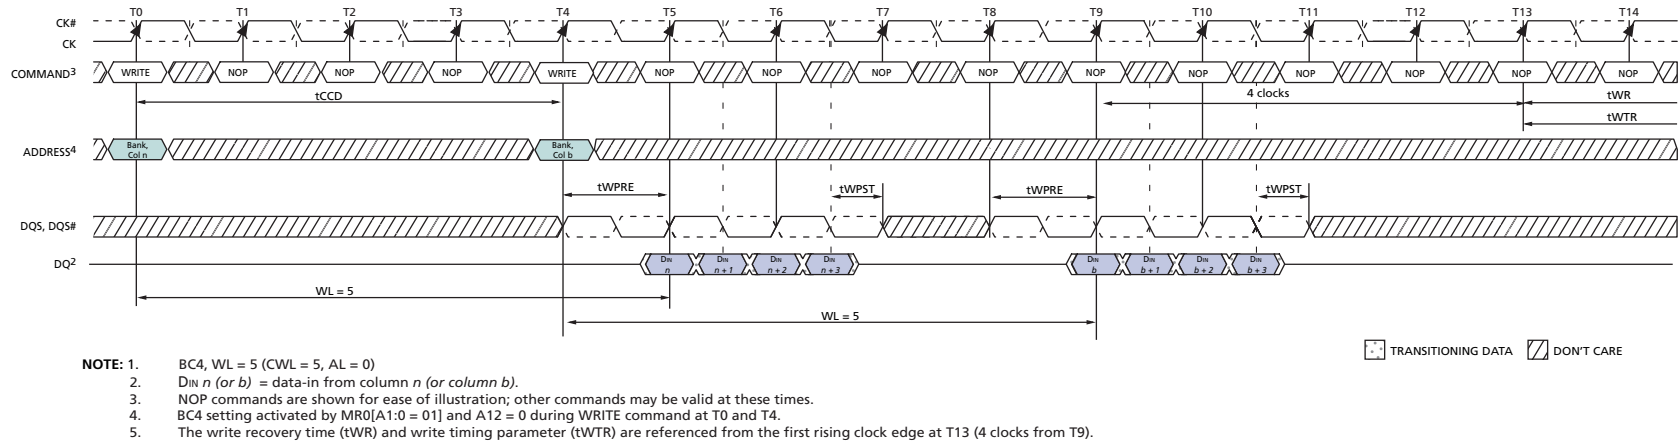 T0 T1 T2 T3 T4 T5 T6 T7 T8 T9 T10 T11 T12 T13 T14
CK#
CK
COMMAND3 WRITE NOP NOP NOP WRITE NOP NOP NOP NOP NOP NOP NOP NOP NOP NOP
tCCD 4 clocks tWR
tWTR
ADDRESS4 Bank, Col n Bank, Col b
tWPRE tWPST tWPRE tWPST
DQS, DQS#
DQ2 DIN n DIN n + 1 DIN n + 2 DIN n + 3 DIN b DIN b + 1 DIN b + 2 DIN b + 3
WL = 5
WL = 5
TRANSITIONING DATA DON'T CARE
NOTE: 1. BC4, WL = 5 (CWL = 5, AL = 0)
2. DIN n (or b) = data-in from column n (or column b).
3. NOP commands are shown for ease of illustration; other commands may be valid at these times.
4. BC4 setting activated by MR0[A1:0 = 01] and A12 = 0 during WRITE command at T0 and T4.
5. The write recovery time (tWR) and write timing parameter (tWTR) are referenced from the first rising clock edge at T13 (4 clocks from T9).